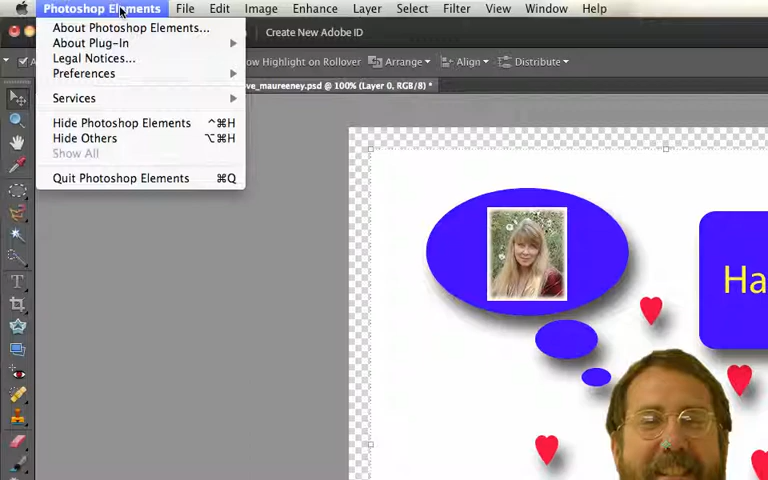 Photoshop Elements File Edit Image Enhance Layer Select Filter View Window Help
About Photoshop Elements...
Create New Adobe ID
About Plug-In
Legal Notices...
Show Highlight on Rollover Arrange Align Distribute
Preferences
ve_maureeney.psd @ 100% (Layer 0, RGB/8) *
Services
Hide Photoshop Elements ^⌘H
Hide Others ⌥⌘H
Show All
Quit Photoshop Elements ⌘Q
Ha